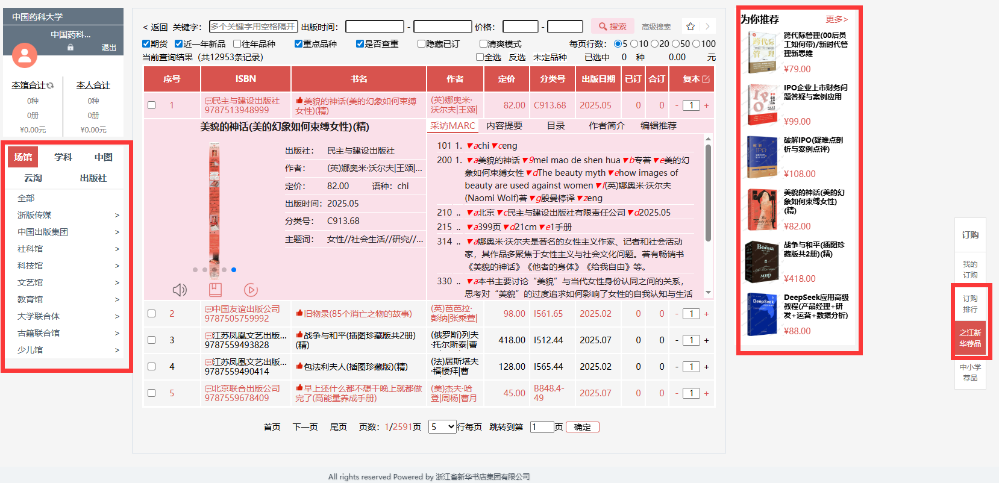 中国药科大学
中国药科...
退出
本馆合计 本人合计
0种 0种
0册 0册
¥0.00元 ¥0.00元
场馆 学科 中图
云淘 出版社
全部
浙版传媒 >
中国出版集团 >
社科馆 >
科技馆 >
文艺馆 >
教育馆 >
大学联合体 >
古籍联合馆 >
少儿馆 >
< 返回 关键字： 多个关键字用空格隔开 出版时间： - 价格： - 搜索 高级搜索
期货 近一年新品 往年品种 重点品种 是否查重 隐藏已订 清爽模式 每页行数： 5 10 20 50 100
当前查询结果（共12953条记录） 全选 反选 未定品种 已选中 0 种 0.00 元
序号 ISBN 书名 作者 定价 分类号 出版日期 已订 合订 复本
1 民主与建设出版社 9787513948999 美貌的神话(美的幻象如何束缚女性)(精) (英)娜奥米·沃尔夫|王颂| 82.00 C913.68 2025.05 0 0 - 1 +
美貌的神话(美的幻象如何束缚女性)(精)
出版社： 民主与建设出版社
作者： (英)娜奥米·沃尔夫|王颂|...
定价： 82.00 语种：chi
出版时间：2025.05
分类号： C913.68
主题词： 女性//社会生活//研究//...
采访MARC 内容提要 目录 作者简介 编辑推荐
101 1. ▼achi▼ceng
200 1. ▼a美貌的神话▼9mei mao de shen hua▼b专著▼e美的幻
象如何束缚女性▼dThe beauty myth▼ehow images of
beauty are used against women▼f(英)娜奥米·沃尔夫
(Naomi Wolf)著▼g殷曼楟译▼zeng
210 .. ▼a北京▼c民主与建设出版社有限责任公司▼d2025.05
215 .. ▼a399页▼d21cm▼e1手册
314 .. ▼a娜奥米·沃尔夫是著名的女性主义作家、记者和社会活动
家，其作品多聚焦于女性主义与社会文化问题。著有畅销书
《美貌的神话》《他者的身体》《给我自由》等。
330 .. ▼a本书主要讨论“美貌”与当代女性身份认同之间的关系，
思考对“美貌”的过度追求如何影响了女性的自我认知与生活
2 中国友谊出版公司 9787505759992 旧物录(85个消亡之物的故事) (英)芭芭拉·彭纳|张乘萱| 98.00 I561.65 2025.02 0 0 - 1 +
3 江苏凤凰文艺出版... 9787559493828 战争与和平(插图珍藏版共2册)(精) (俄罗斯)列夫·托尔斯泰|曹 418.00 I512.44 2025.07 0 0 - 1 +
4 江苏凤凰文艺出版... 9787559490414 包法利夫人(插图珍藏版)(精) (法)居斯塔夫·福楼拜|曹 128.00 I565.44 2025.02 0 0 - 1 +
5 北京联合出版公司 9787559678409 早上还什么都不想干晚上就都做完了(高能量养成手册) (美)杰夫·哈登|周杨|曹月 45.00 B848.4-49 2025.07 0 0 - 1 +
首页 下一页 尾页 页数：1/2591页 5 行每页 跳转到第 1 页 确定
All rights reserved Powered by 浙江省新华书店集团有限公司
为你推荐 更多>
跨代际管理(00后员
工如何带)/新时代管
理新思维
¥79.00
IPO企业上市财务问
题答疑与案例应用
¥99.00
破解IPO(疑难点剖
析与案例点评)
¥108.00
美貌的神话(美的幻
象如何束缚女性)
(精)
¥82.00
战争与和平(插图珍
藏版共2册)(精)
¥418.00
DeepSeek应用高级
教程(产品经理+研
发+运营+数据分析)
¥88.00
订购
我的
订购
订购
排行
之江新
华荐品
中小学
荐品